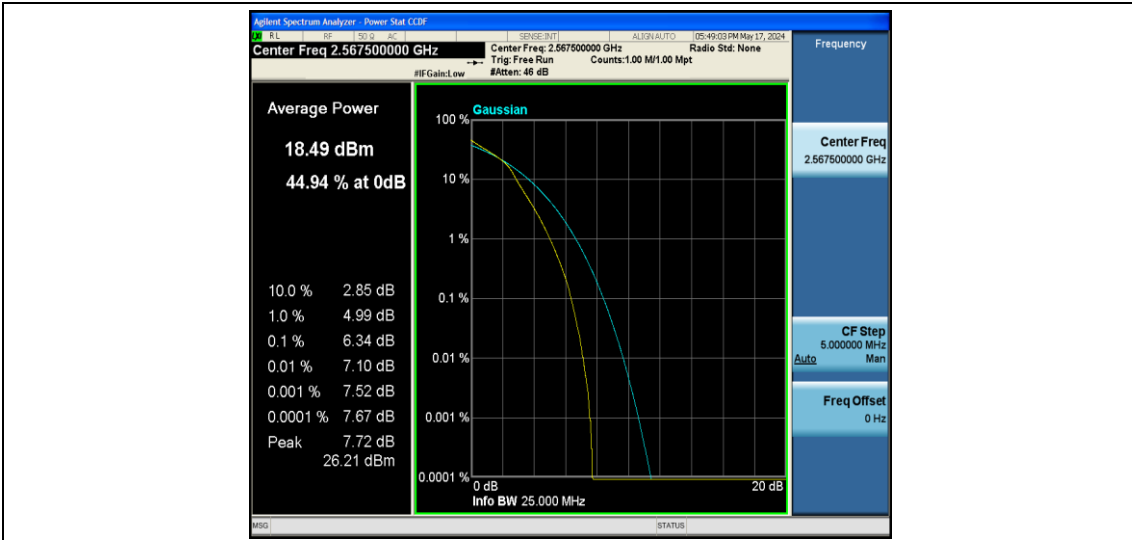 Agilent Spectrum Analyzer - Power Stat CCDF
LXI RL RF 50 Ω AC SENSE:INT ALIGN AUTO 05:49:03 PM May 17, 2024
Center Freq 2.567500000 GHz
Center Freq: 2.567500000 GHz Radio Std: None
Trig: Free Run Counts:1.00 M/1.00 Mpt
#IFGain:Low #Atten: 46 dB
Frequency
Average Power
18.49 dBm
44.94 % at 0dB
10.0 % 2.85 dB
1.0 % 4.99 dB
0.1 % 6.34 dB
0.01 % 7.10 dB
0.001 % 7.52 dB
0.0001 % 7.67 dB
Peak 7.72 dB
26.21 dBm
Gaussian
100 %
10 %
1 %
0.1 %
0.01 %
0.001 %
0.0001 %
0 dB 20 dB
Info BW 25.000 MHz
Center Freq
2.567500000 GHz
CF Step
5.000000 MHz
Auto Man
Freq Offset
0 Hz
MSG STATUS